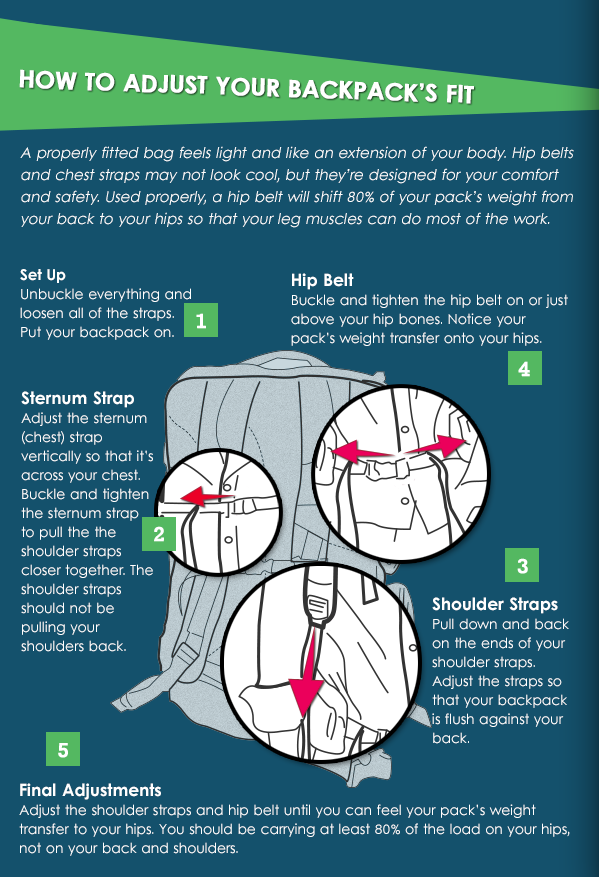 HOW TO ADJUST YOUR BACKPACK'S FIT
A properly fitted bag feels light and like an extension of your body. Hip belts
and chest straps may not look cool, but they're designed for your comfort
and safety. Used properly, a hip belt will shift 80% of your pack's weight from
your back to your hips so that your leg muscles can do most of the work.
Set Up
Unbuckle everything and
loosen all of the straps.
Put your backpack on.
1
Sternum Strap
Adjust the sternum
(chest) strap
vertically so that it's
across your chest.
Buckle and tighten
the sternum strap
to pull the the
shoulder straps
closer together. The
shoulder straps
should not be
pulling your
shoulders back.
2
Hip Belt
Buckle and tighten the hip belt on or just
above your hip bones. Notice your
pack's weight transfer onto your hips.
4
3
Shoulder Straps
Pull down and back
on the ends of your
shoulder straps.
Adjust the straps so
that your backpack
is flush against your
back.
5
Final Adjustments
Adjust the shoulder straps and hip belt until you can feel your pack's weight
transfer to your hips. You should be carrying at least 80% of the load on your hips,
not on your back and shoulders.